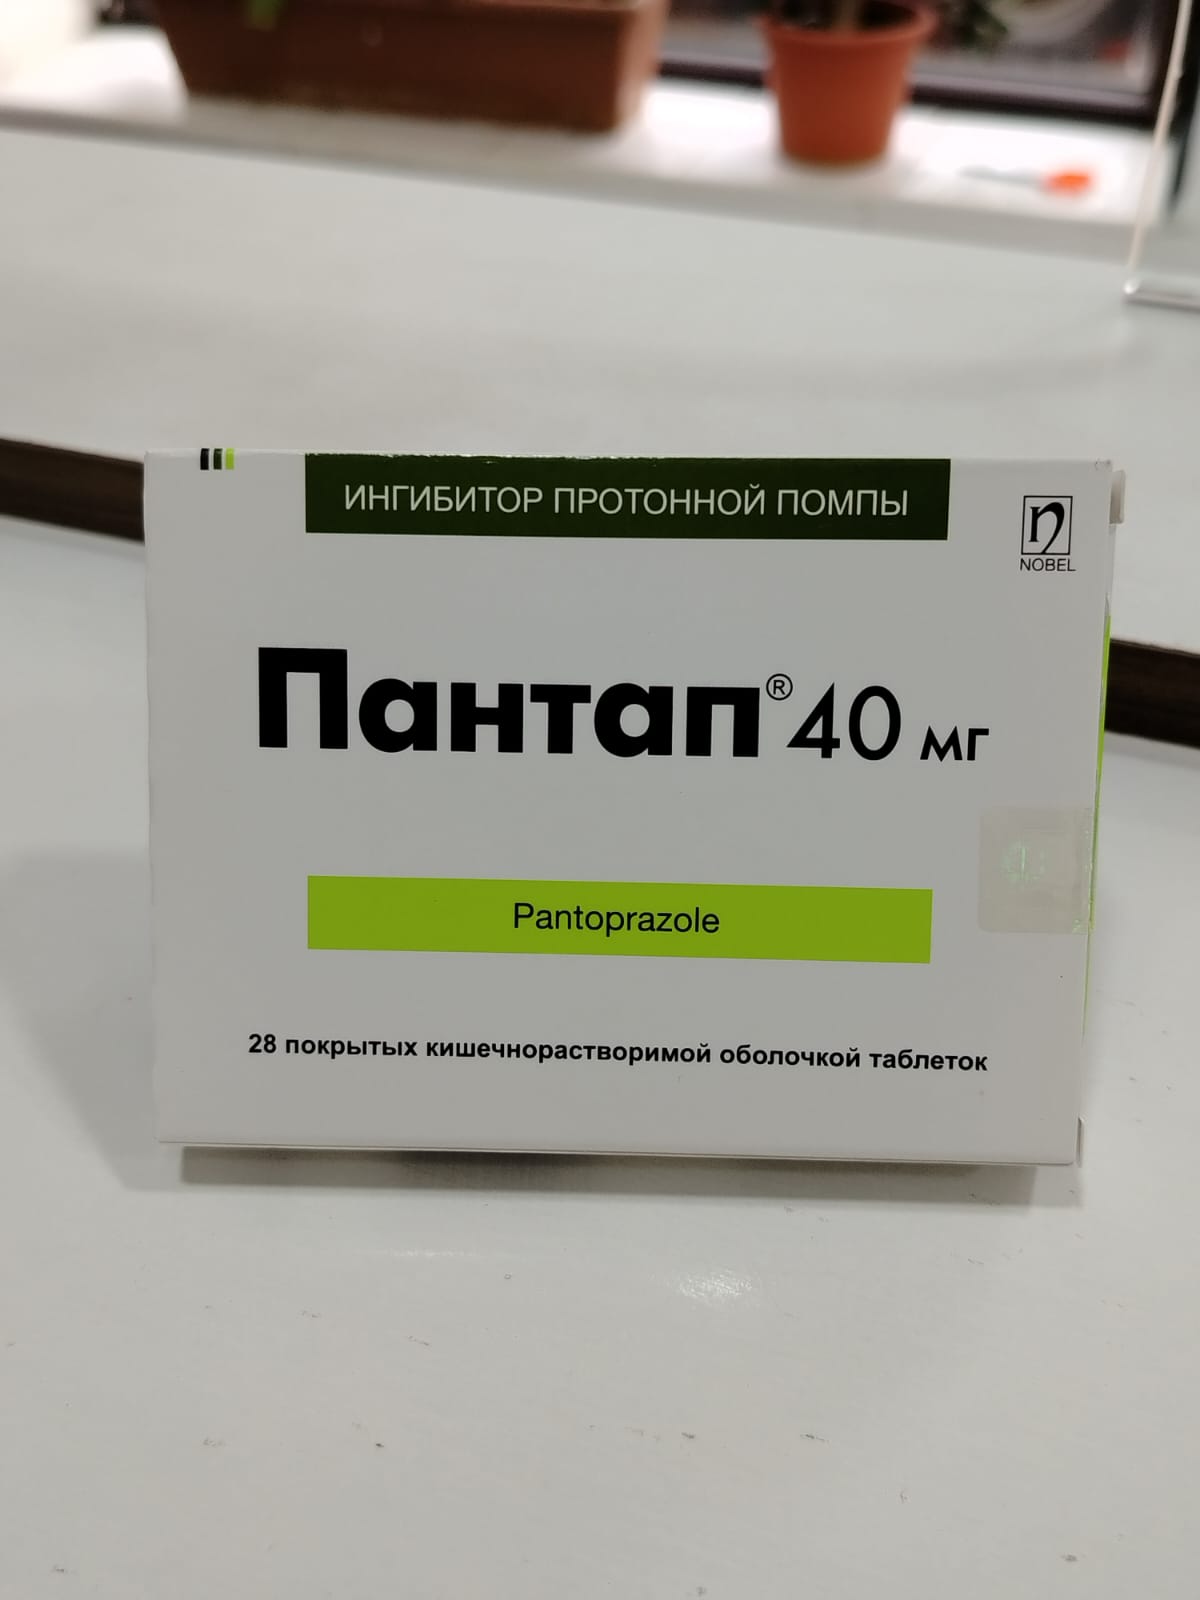 ИНГИБИТОР ПРОТОННОЙ ПОМПЫ
NOBEL
Пантап® 40 мг
Pantoprazole
28 покрытых кишечнорастворимой оболочкой таблеток